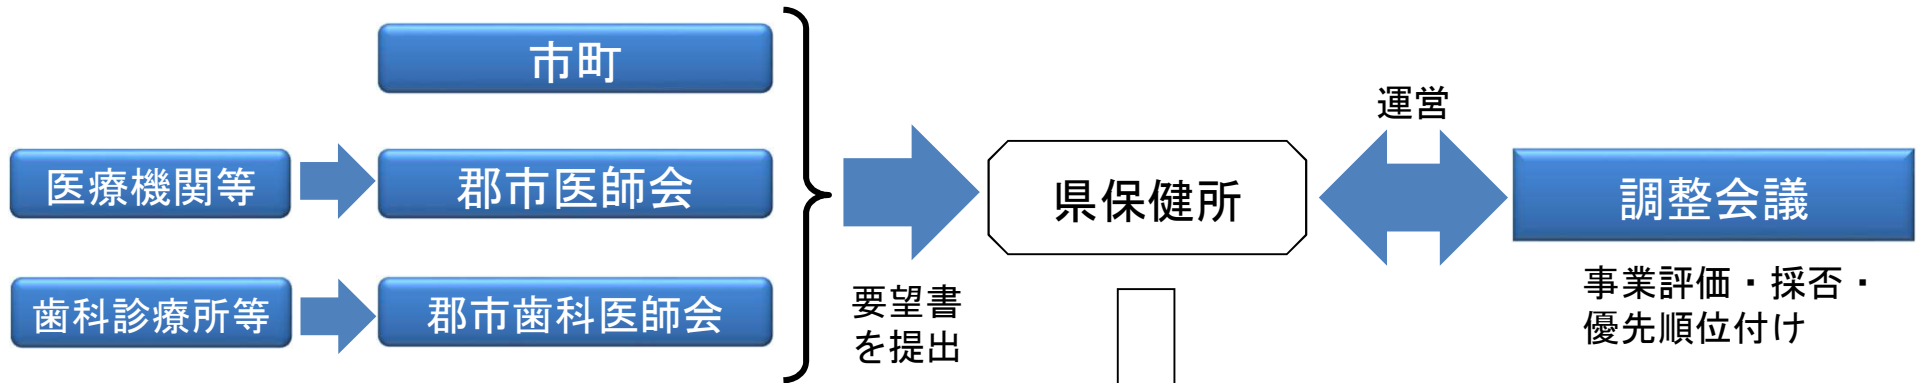 市町
医療機関等
郡市医師会
歯科診療所等
郡市歯科医師会
要望書
を提出
県保健所
運営
調整会議
事業評価・採否・
優先順位付け